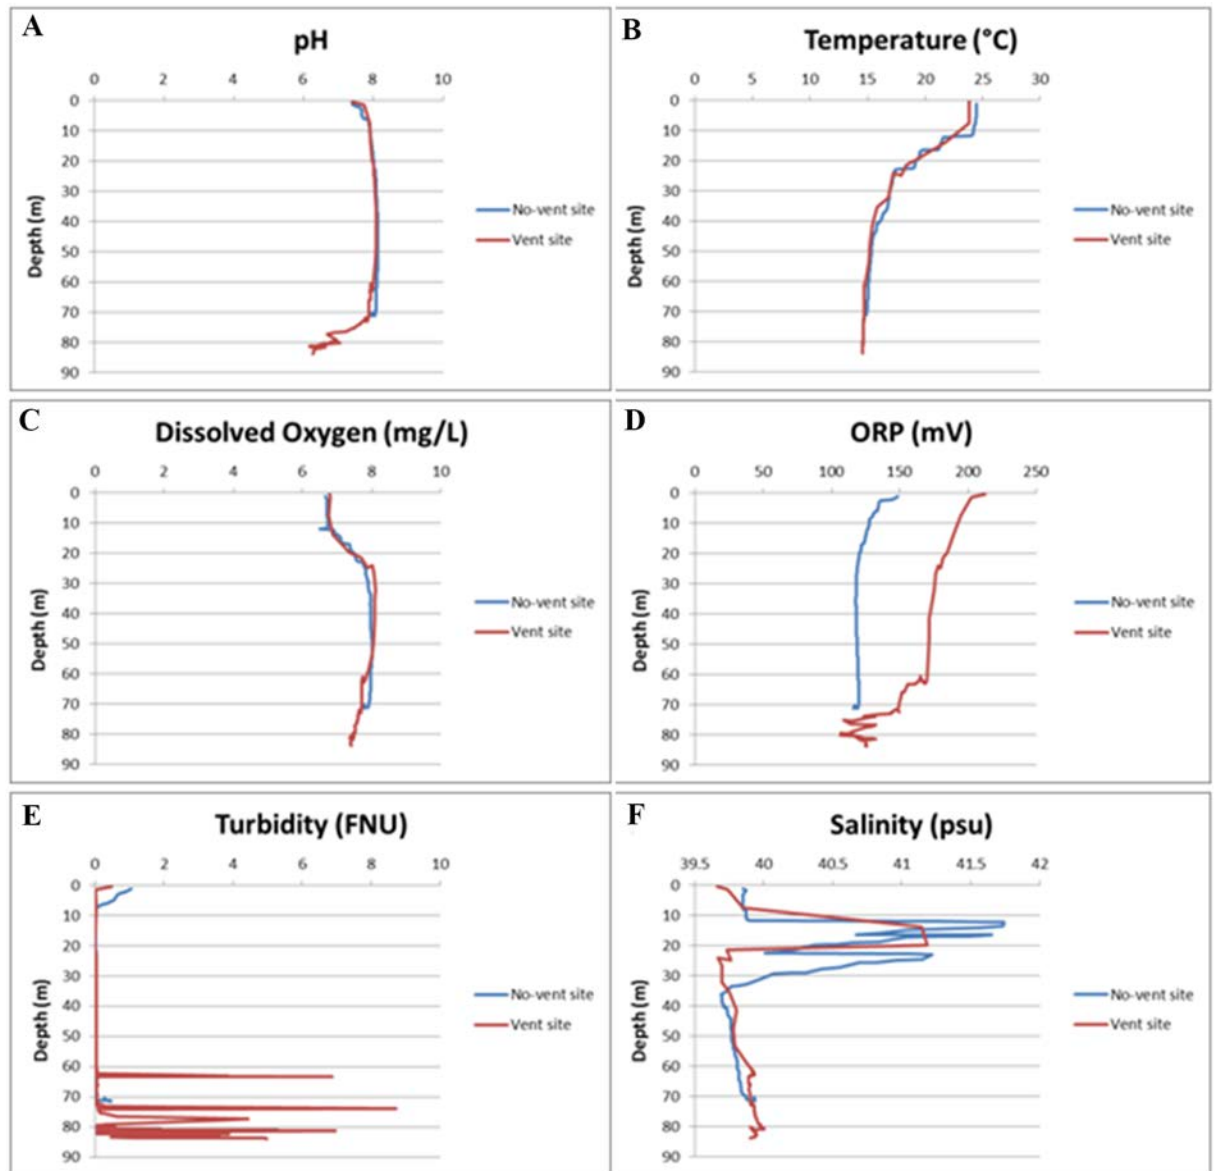 A
pH
0 2 4 6 8 10
0
10
20
30
40
50
60
70
80
90
Depth (m)
No-vent site
Vent site
B
Temperature (°C)
0 5 10 15 20 25 30
0
10
20
30
40
50
60
70
80
90
Depth (m)
No-vent site
Vent site
C
Dissolved Oxygen (mg/L)
0 2 4 6 8 10
0
10
20
30
40
50
60
70
80
90
Depth (m)
No-vent site
Vent site
D
ORP (mV)
0 50 100 150 200 250
0
10
20
30
40
50
60
70
80
90
Depth (m)
No-vent site
Vent site
E
Turbidity (FNU)
0 2 4 6 8 10
0
10
20
30
40
50
60
70
80
90
Depth (m)
No-vent site
Vent site
F
Salinity (psu)
39.5 40 40.5 41 41.5 42
0
10
20
30
40
50
60
70
80
90
Depth (m)
No-vent site
Vent site